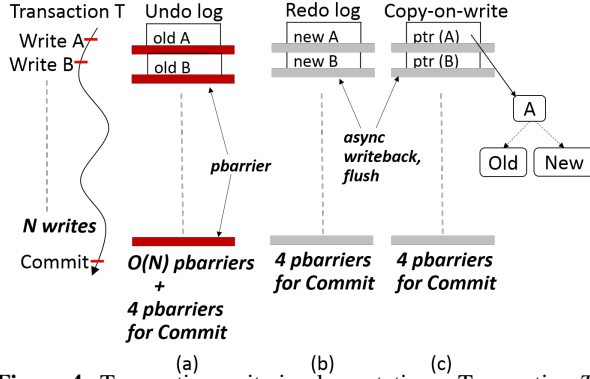 Transaction T
Undo log
Redo log
Copy-on-write
Write A
old A
new A
ptr (A)
Write B
old B
new B
ptr (B)
A
async
writeback,
flush
Old
New
pbarrier
N writes
Commit
O(N) pbarriers
+
4 pbarriers
for Commit
4 pbarriers
for Commit
4 pbarriers
for Commit
(a)
(b)
(c)